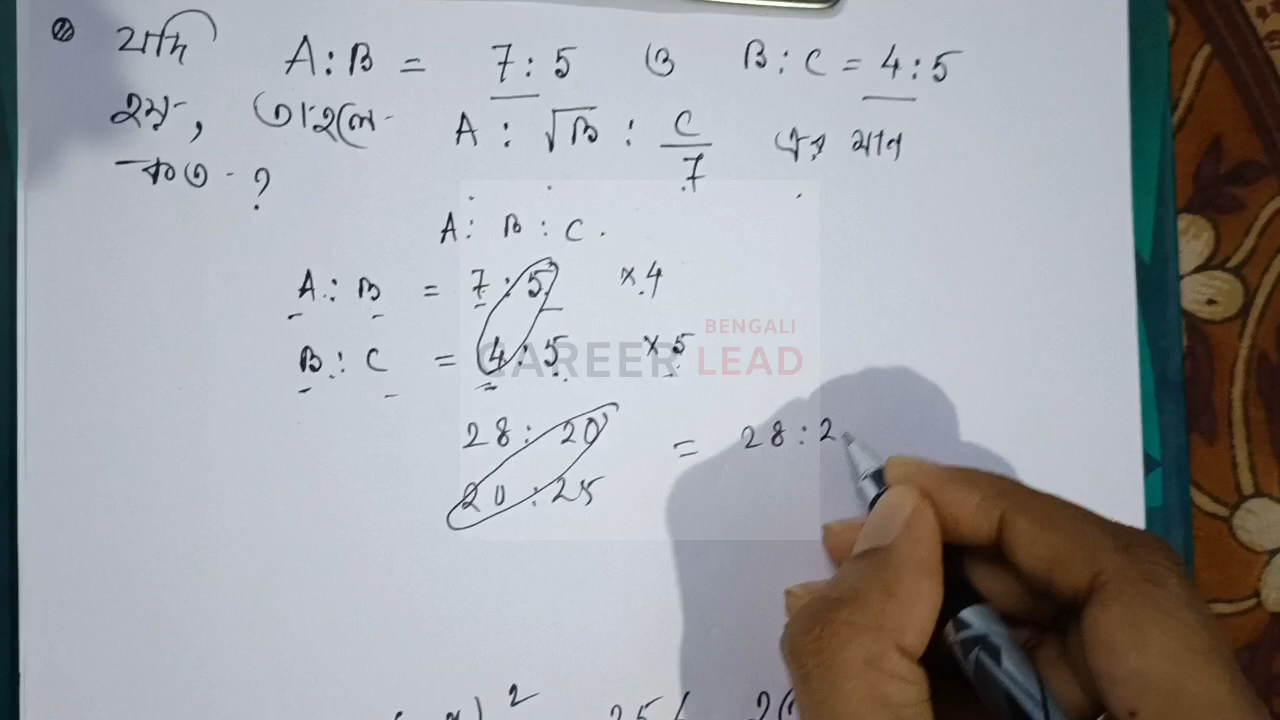 যদি A : B = 7 : 5 ও B : C = 4 : 5
হয়, তাহলে A : √B : C/7 এর মান
কত ?
A : B : C .
A : B = 7 : 5 × 4
B : C = 4 : 5 × 5
BENGALI
CAREER LEAD
28 : 20 = 28 : 2
20 : 25